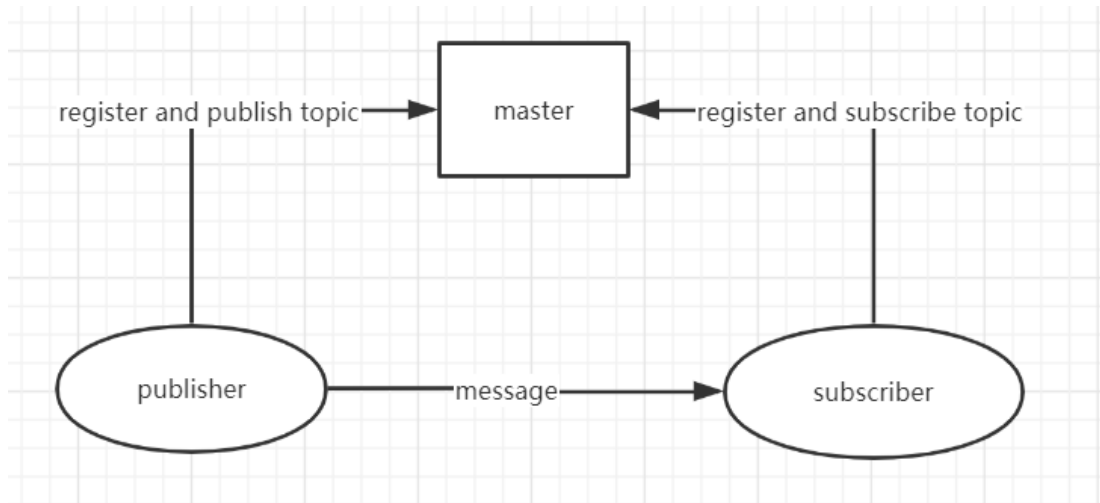 register and publish topic
master
register and subscribe topic
publisher
message
subscriber